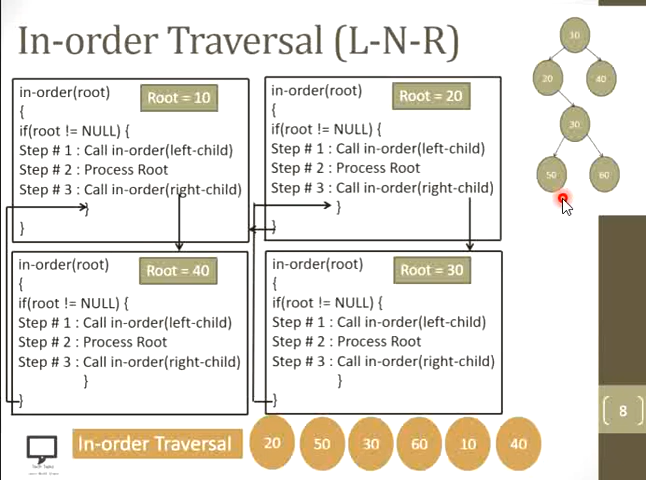 In-order Traversal (L-N-R)
in-order(root)
Root = 10
{
if(root != NULL) {
Step # 1 : Call in-order(left-child)
Step # 2 : Process Root
Step # 3 : Call in-order(right-child)
}
}
in-order(root)
Root = 20
{
if(root != NULL) {
Step # 1 : Call in-order(left-child)
Step # 2 : Process Root
Step # 3 : Call in-order(right-child)
}
}
in-order(root)
Root = 40
{
if(root != NULL) {
Step # 1 : Call in-order(left-child)
Step # 2 : Process Root
Step # 3 : Call in-order(right-child)
}
}
in-order(root)
Root = 30
{
if(root != NULL) {
Step # 1 : Call in-order(left-child)
Step # 2 : Process Root
Step # 3 : Call in-order(right-child)
}
}
20 40
30
50 60
8
In-order Traversal 20 50 30 60 10 40